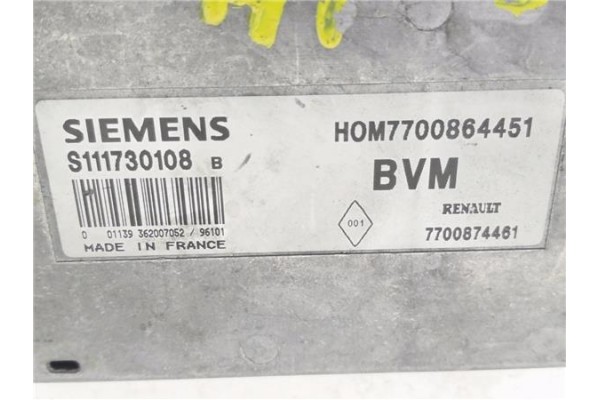 SIEMENS
S111730108 B
0 01139 362007052 / 96101
MADE IN FRANCE
HOM7700864451
BVM
001
RENAULT
7700874461